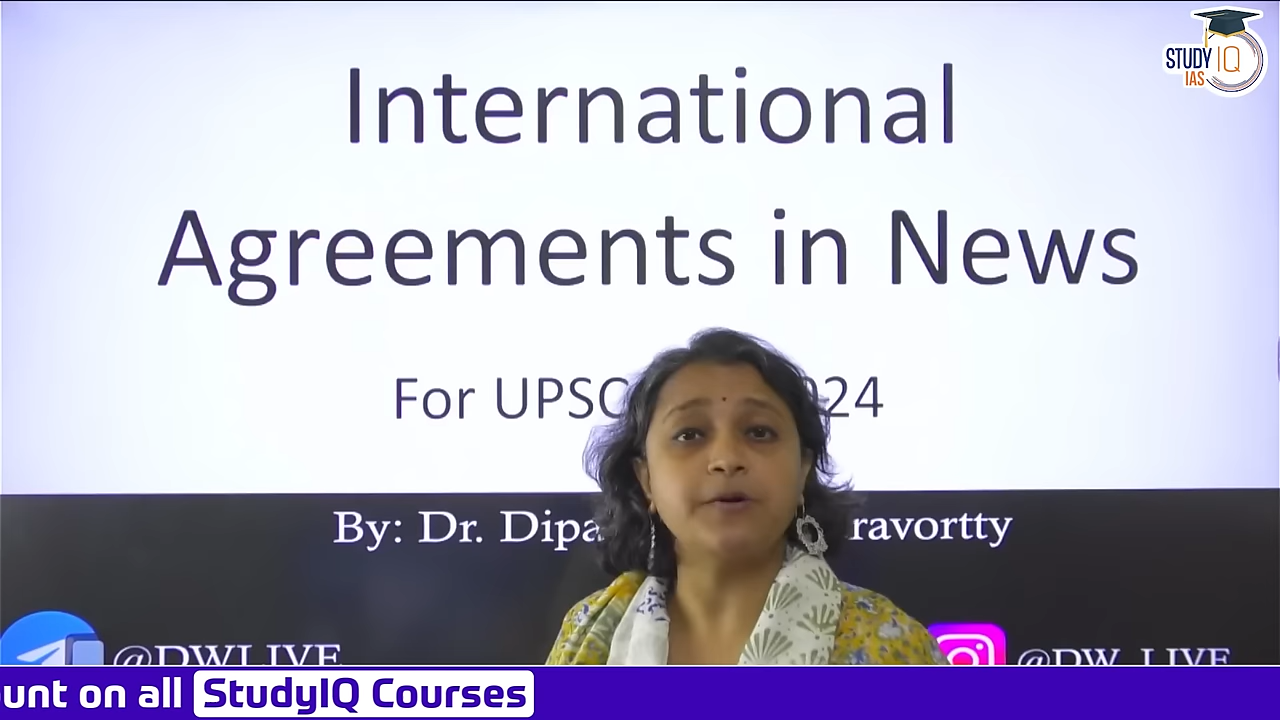 International
STUDY IQ
IAS
Agreements in News
For UPSC 24
By: Dr. Dipa ravortty
@DWLIVE
@DW_LIVE
ount on all StudyIQ Courses